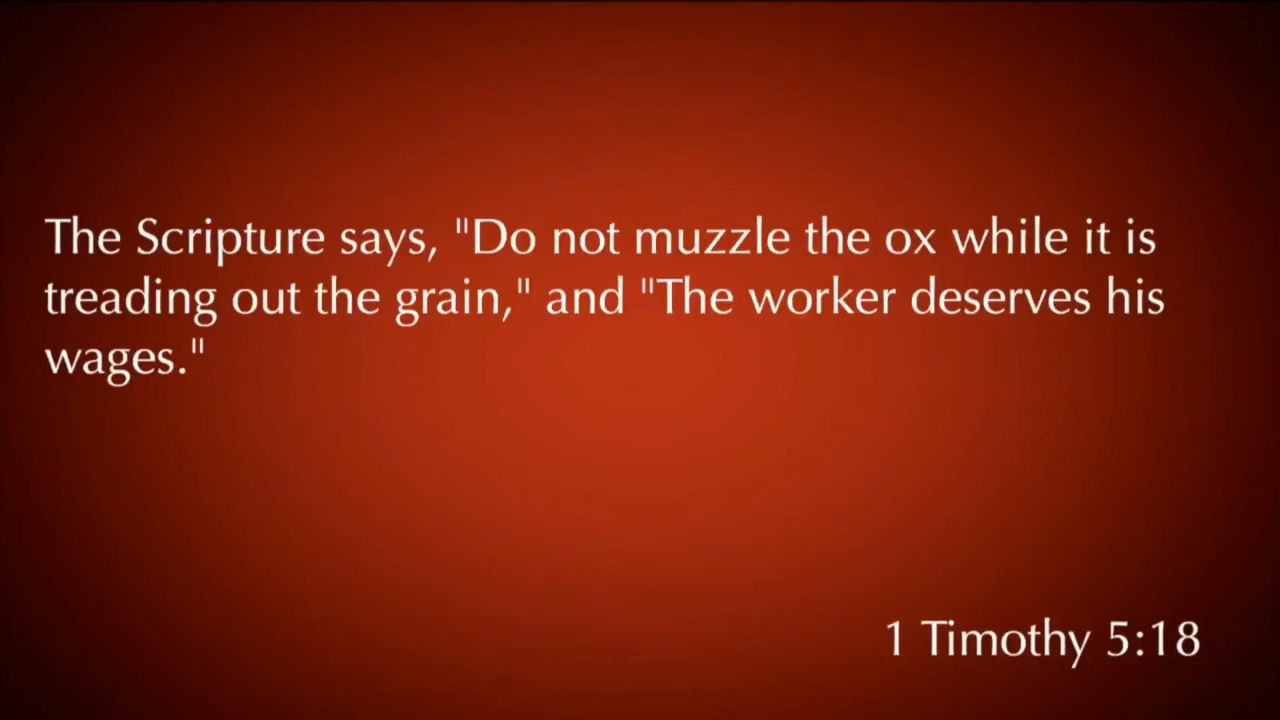 The Scripture says, "Do not muzzle the ox while it is
treading out the grain," and "The worker deserves his
wages."
1 Timothy 5:18